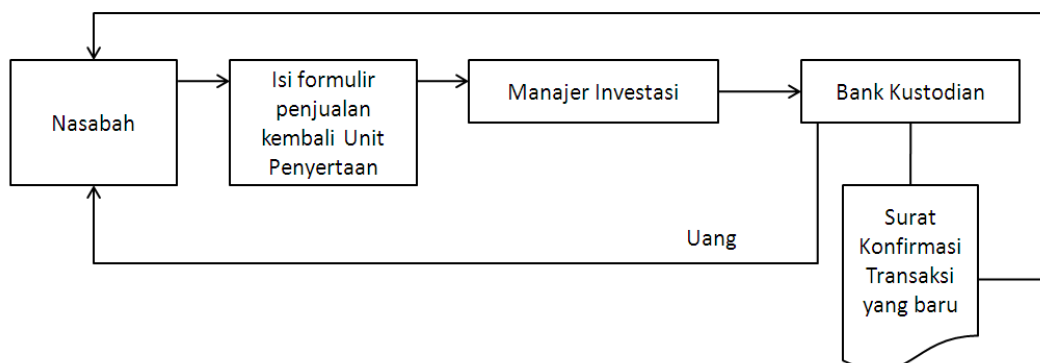 Nasabah
Isi formulir
penjualan
kembali Unit
Penyertaan
Manajer Investasi
Bank Kustodian
Uang
Surat
Konfirmasi
Transaksi
yang baru